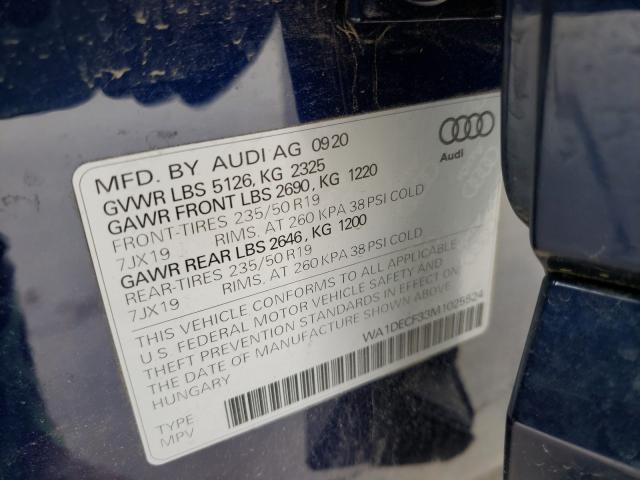 MFD. BY AUDI AG 0920
GVWR LBS 5126, KG 2325
GAWR FRONT LBS 2690, KG 1220
FRONT-TIRES 235/50 R19
7JX19 RIMS. AT 260 KPA 38 PSI COLD
GAWR REAR LBS 2646, KG 1200
REAR-TIRES 235/50 R19
7JX19 RIMS. AT 260 KPA 38 PSI COLD
THIS VEHICLE CONFORMS TO ALL APPLICABLE
U.S. FEDERAL MOTOR VEHICLE SAFETY AND
THEFT PREVENTION STANDARDS IN EFFECT ON
THE DATE OF MANUFACTURE SHOWN ABOVE.
HUNGARY
WA1DECF33M1025524
TYPE
MPV
Audi